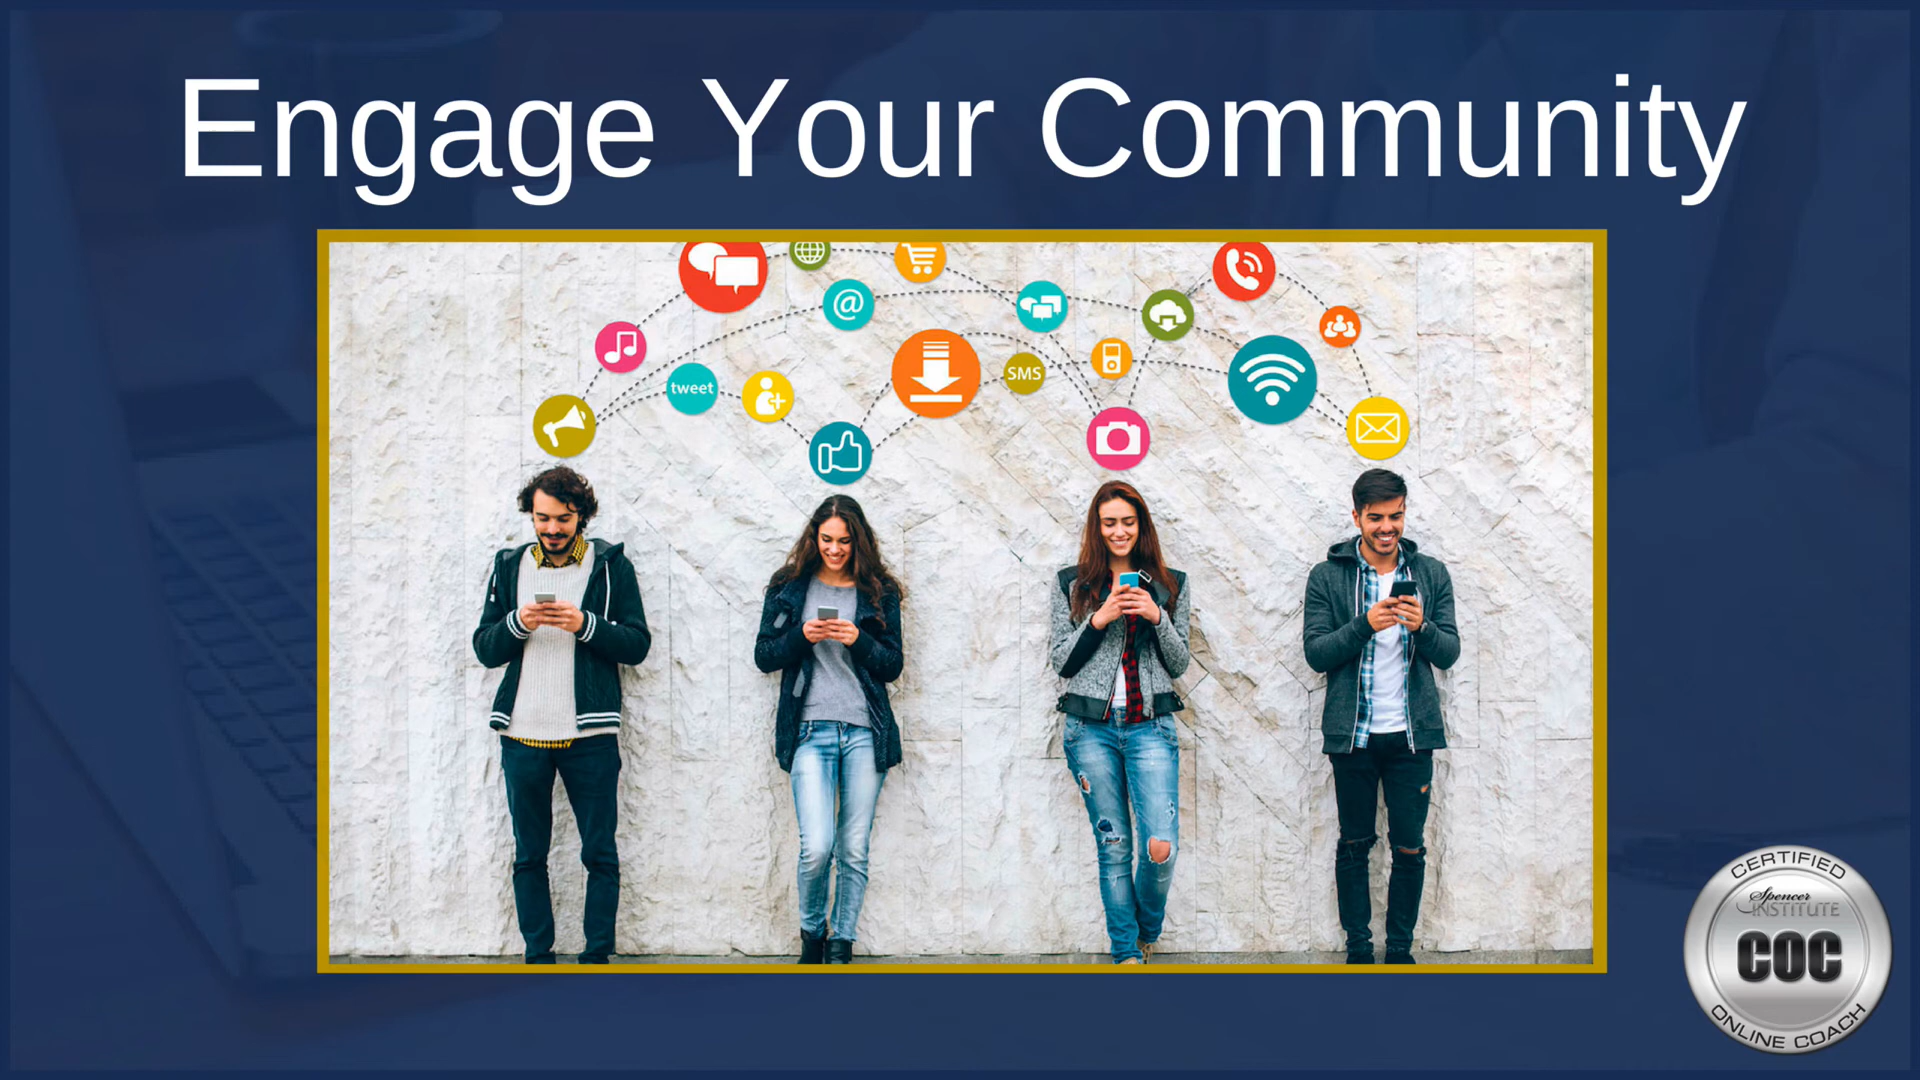 Engage Your Community
@
tweet
SMS
CERTIFIED
Spencer
INSTITUTE
COC
ONLINE COACH